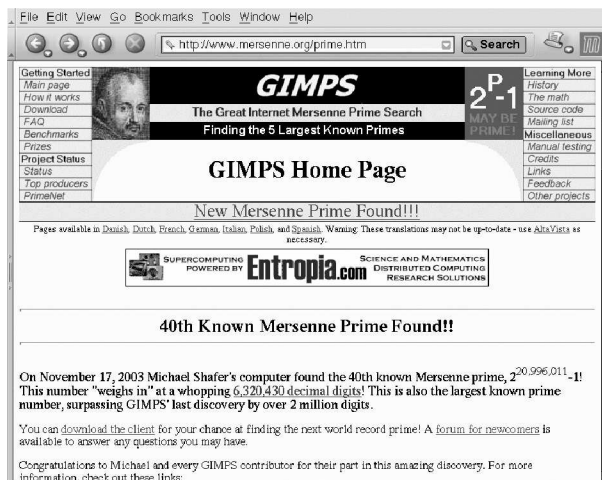 File Edit View Go Bookmarks Tools Window Help
http://www.mersenne.org/prime.htm Search
Getting Started
Main page
How it works
Download
FAQ
Benchmarks
Prizes
Project Status
Status
Top producers
PrimeNet
GIMPS
The Great Internet Mersenne Prime Search
Finding the 5 Largest Known Primes
2^P-1
MAY BE
PRIME!
Learning More
History
The math
Source code
Mailing list
Miscellaneous
Manual testing
Credits
Links
Feedback
Other projects
GIMPS Home Page
New Mersenne Prime Found!!!
Pages available in Danish, Dutch, French, German, Italian, Polish, and Spanish. Warning: These translations may not be up-to-date - use AltaVista as
necessary.
SUPERCOMPUTING
POWERED BY
Entropia.com
SCIENCE AND MATHEMATICS
DISTRIBUTED COMPUTING
RESEARCH SOLUTIONS
40th Known Mersenne Prime Found!!
On November 17, 2003 Michael Shafer's computer found the 40th known Mersenne prime, 2^20,996,011-1!
This number "weighs in" at a whopping 6,320,430 decimal digits! This is also the largest known prime
number, surpassing GIMPS' last discovery by over 2 million digits.
You can download the client for your chance at finding the next world record prime! A forum for newcomers is
available to answer any questions you may have.
Congratulations to Michael and every GIMPS contributor for their part in this amazing discovery. For more
information, check out these links: